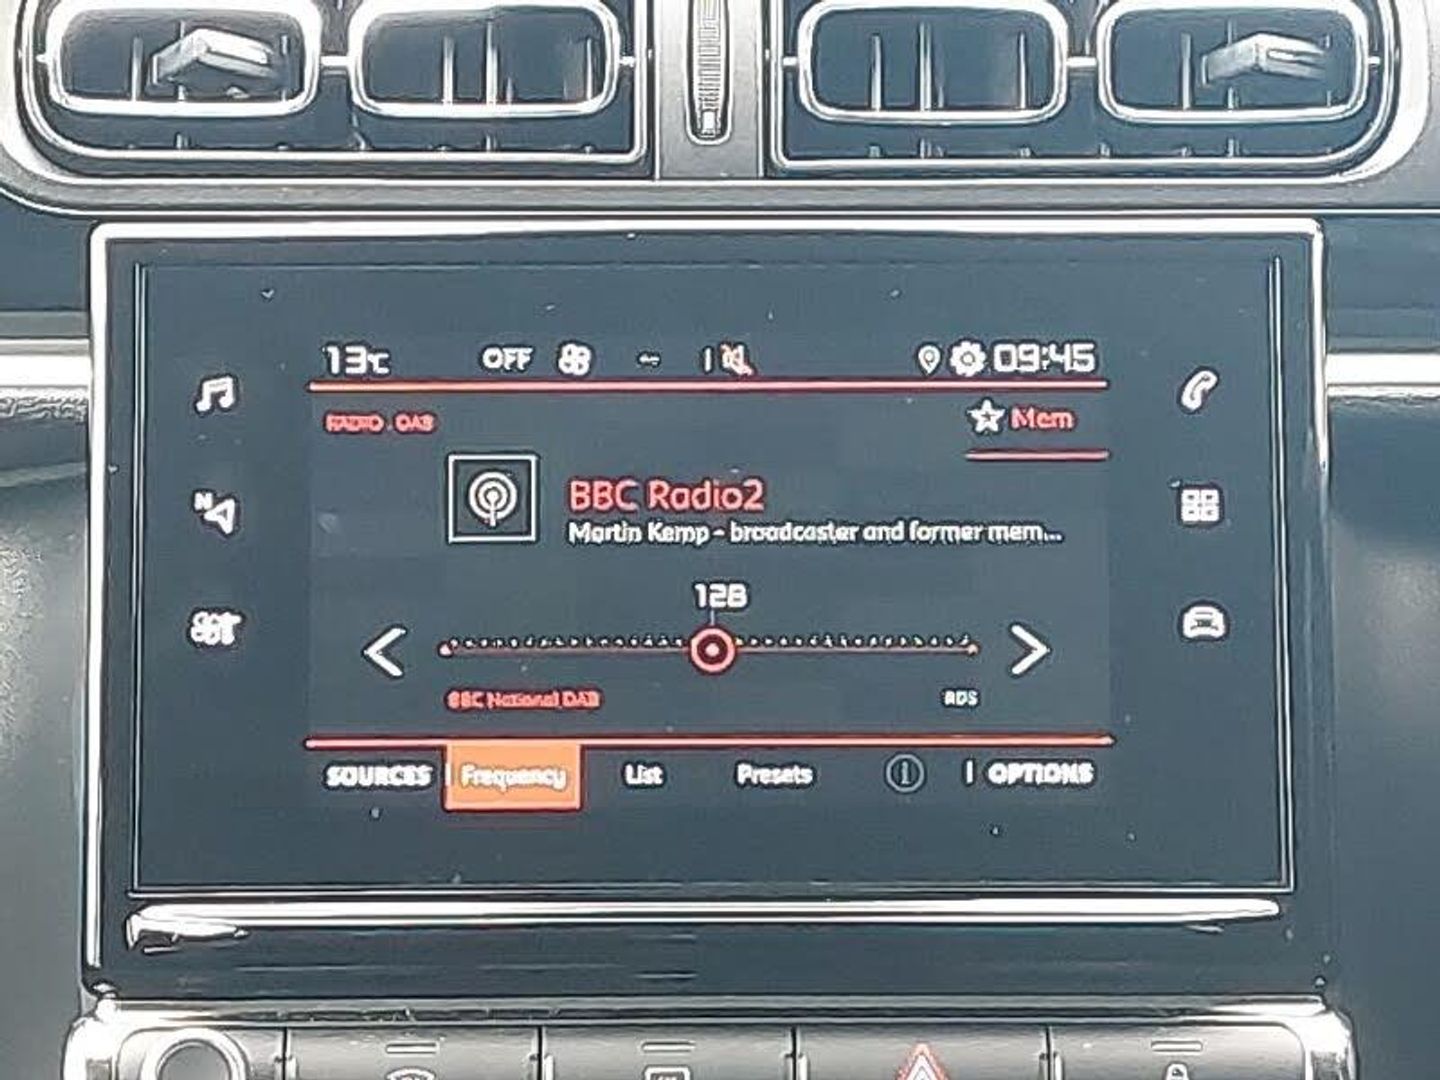 13°C OFF 09:45
RADIO . DAB
Mem
BBC Radio2
Martin Kemp - broadcaster and former mem...
128
BBC National DAB RDS
SOURCES Frequency List Presets OPTIONS
N